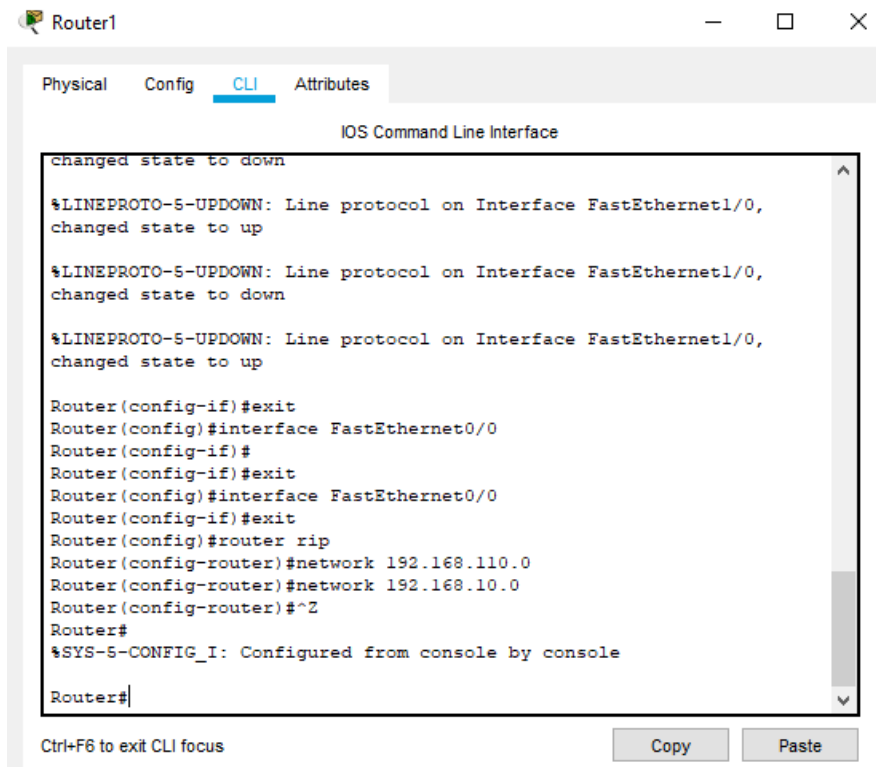 Router1
Physical Config CLI Attributes
IOS Command Line Interface
changed state to down
%LINEPROTO-5-UPDOWN: Line protocol on Interface FastEthernet1/0,
changed state to up
%LINEPROTO-5-UPDOWN: Line protocol on Interface FastEthernet1/0,
changed state to down
%LINEPROTO-5-UPDOWN: Line protocol on Interface FastEthernet1/0,
changed state to up
Router(config-if)#exit
Router(config)#interface FastEthernet0/0
Router(config-if)#
Router(config-if)#exit
Router(config)#interface FastEthernet0/0
Router(config-if)#exit
Router(config)#router rip
Router(config-router)#network 192.168.110.0
Router(config-router)#network 192.168.10.0
Router(config-router)#^Z
Router#
%SYS-5-CONFIG_I: Configured from console by console
Router#
Ctrl+F6 to exit CLI focus Copy Paste